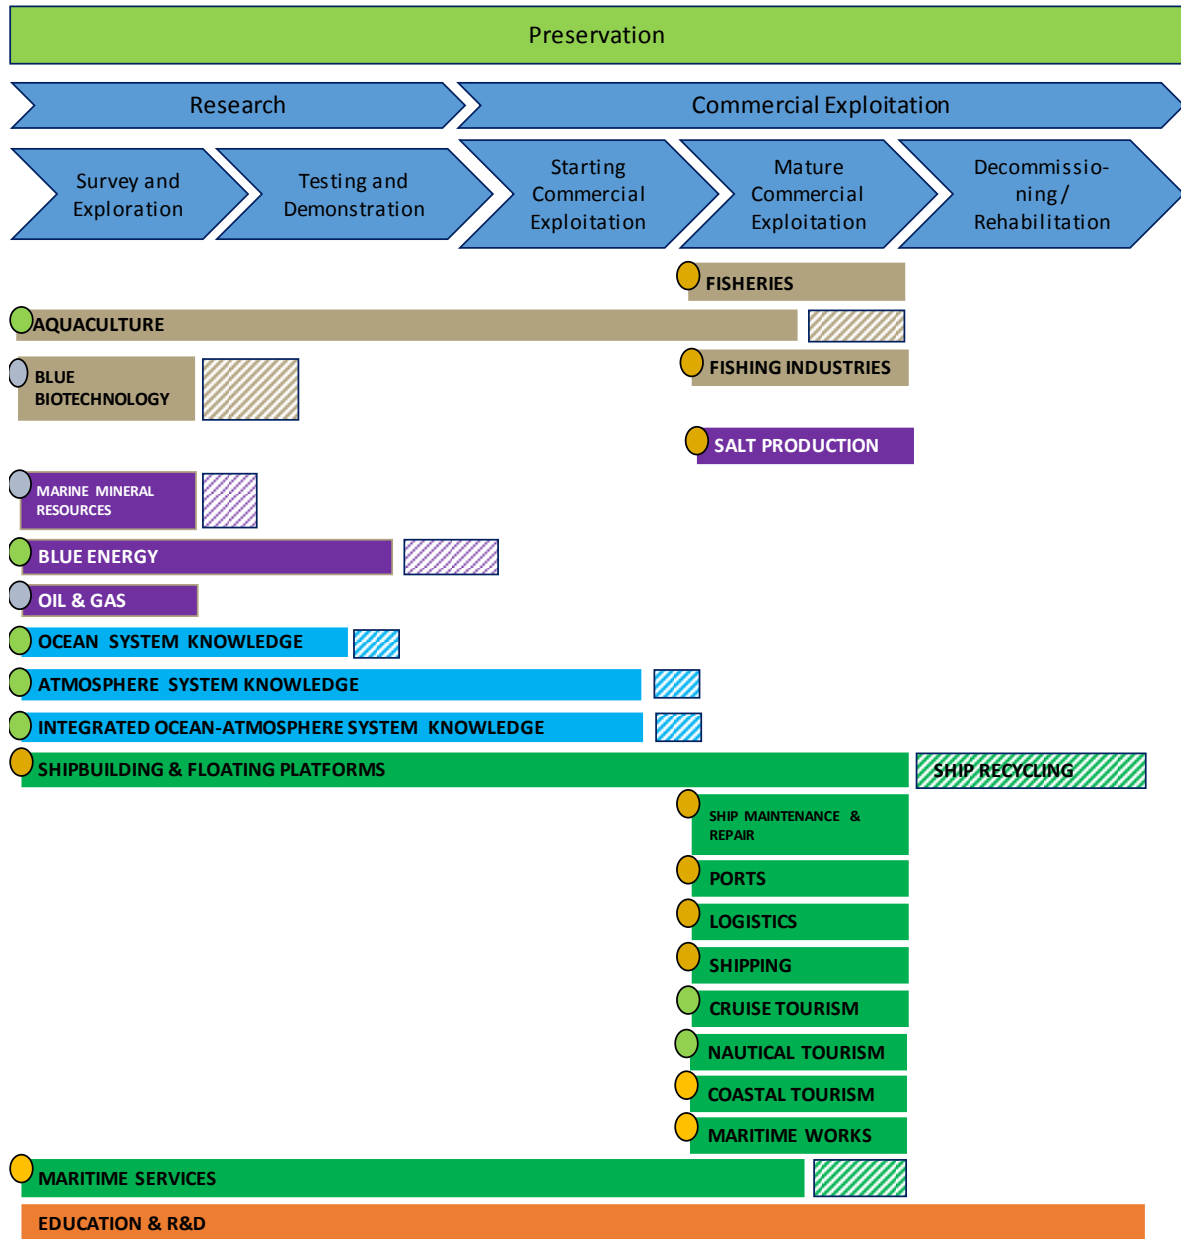 Preservation
Research
Commercial Exploitation
Survey and
Exploration
Testing and
Demonstration
Starting
Commercial
Exploitation
Mature
Commercial
Exploitation
Decommissio-
ning /
Rehabilitation
FISHERIES
AQUACULTURE
BLUE
BIOTECHNOLOGY
FISHING INDUSTRIES
SALT PRODUCTION
MARINE MINERAL
RESOURCES
BLUE ENERGY
OIL & GAS
OCEAN SYSTEM KNOWLEDGE
ATMOSPHERE SYSTEM KNOWLEDGE
INTEGRATED OCEAN-ATMOSPHERE SYSTEM KNOWLEDGE
SHIPBUILDING & FLOATING PLATFORMS
SHIP RECYCLING
SHIP MAINTENANCE &
REPAIR
PORTS
LOGISTICS
SHIPPING
CRUISE TOURISM
NAUTICAL TOURISM
COASTAL TOURISM
MARITIME WORKS
MARITIME SERVICES
EDUCATION & R&D